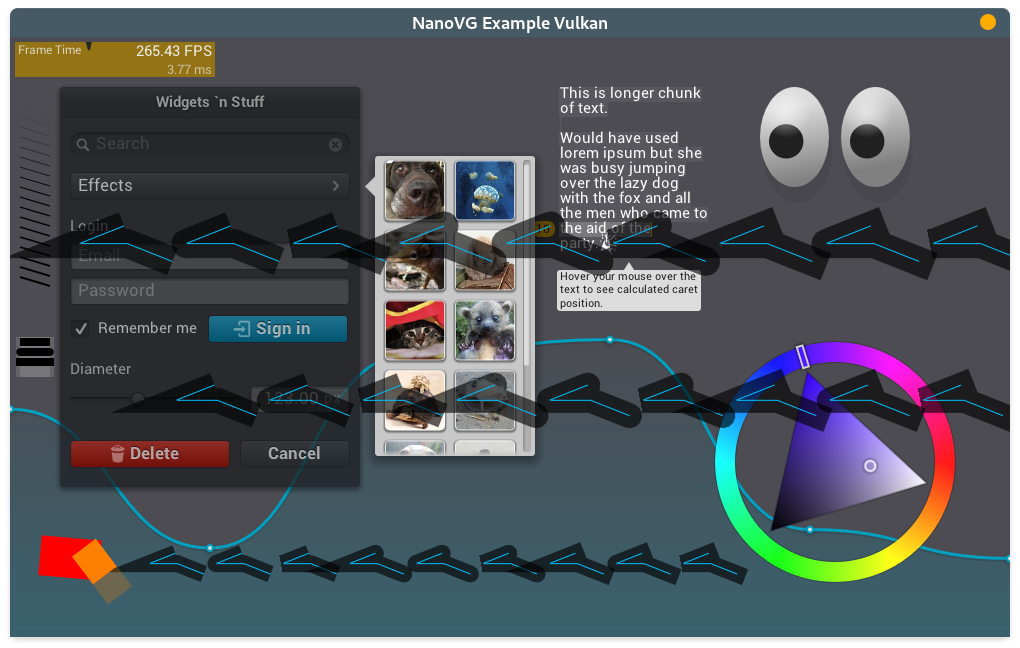 NanoVG Example Vulkan
Frame Time
265.43 FPS
3.77 ms
Widgets `n Stuff
Search
Effects
Login
Email
Password
Remember me
Sign in
Diameter
123.00 px
Delete
Cancel
This is longer chunk
of text.
Would have used
lorem ipsum but she
was busy jumping
over the lazy dog
with the fox and all
the men who came to
the aid of the
party.
10
Hover your mouse over the
text to see calculated caret
position.